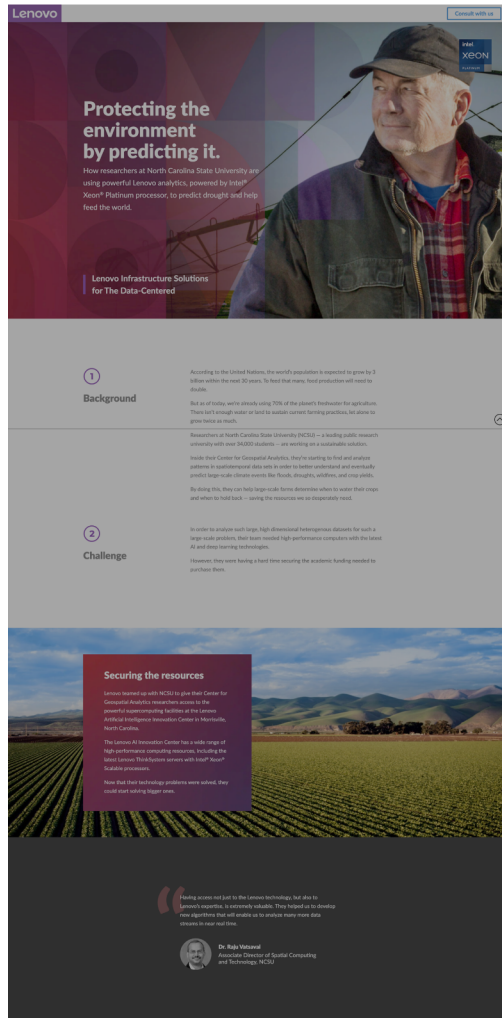 Lenovo
Consult with us
intel
XEON
PLATINUM
Protecting the
environment
by predicting it.
How researchers at North Carolina State University are
using powerful Lenovo analytics, powered by Intel®
Xeon® Platinum processor, to predict drought and help
feed the world.
Lenovo Infrastructure Solutions
for The Data-Centered
1
Background
According to the United Nations, the world's population is expected to grow by 3
billion within the next 30 years. To feed that many, food production will need to
double.
But as of today, we're already using 70% of the planet's freshwater for agriculture.
There isn't enough water or land to sustain current farming practices, let alone to
grow twice as much.
Researchers at North Carolina State University (NCSU) — a leading public research
university with over 34,000 students — are working on a sustainable solution.
Inside their Center for Geospatial Analytics, they're starting to find and analyze
patterns in spatiotemporal data sets in order to better understand and eventually
predict large-scale climate events like floods, droughts, wildfires, and crop yields.
By doing this, they can help large-scale farms determine when to water their crops
and when to hold back — saving the resources we so desperately need.
2
Challenge
In order to analyze such large, high-dimensional heterogenous datasets for such a
large-scale problem, their team needed high-performance computers with the latest
AI and deep learning technologies.
However, they were having a hard time securing the academic funding needed to
purchase them.
Securing the resources
Lenovo teamed up with NCSU to give their Center for
Geospatial Analytics researchers access to the
powerful supercomputing facilities at the Lenovo
Artificial Intelligence Innovation Center in Morrisville,
North Carolina.
The Lenovo AI Innovation Center has a wide range of
high-performance computing resources, including the
latest Lenovo ThinkSystem servers with Intel® Xeon®
Scalable processors.
Now that their technology problems were solved, they
could start solving bigger ones.
Having access not just to the Lenovo technology, but also to
Lenovo's expertise, is extremely valuable. They helped us to develop
new algorithms that will enable us to analyze many more data
streams in near real time.
Dr. Raju Vatsavai
Associate Director of Spatial Computing
and Technology, NCSU